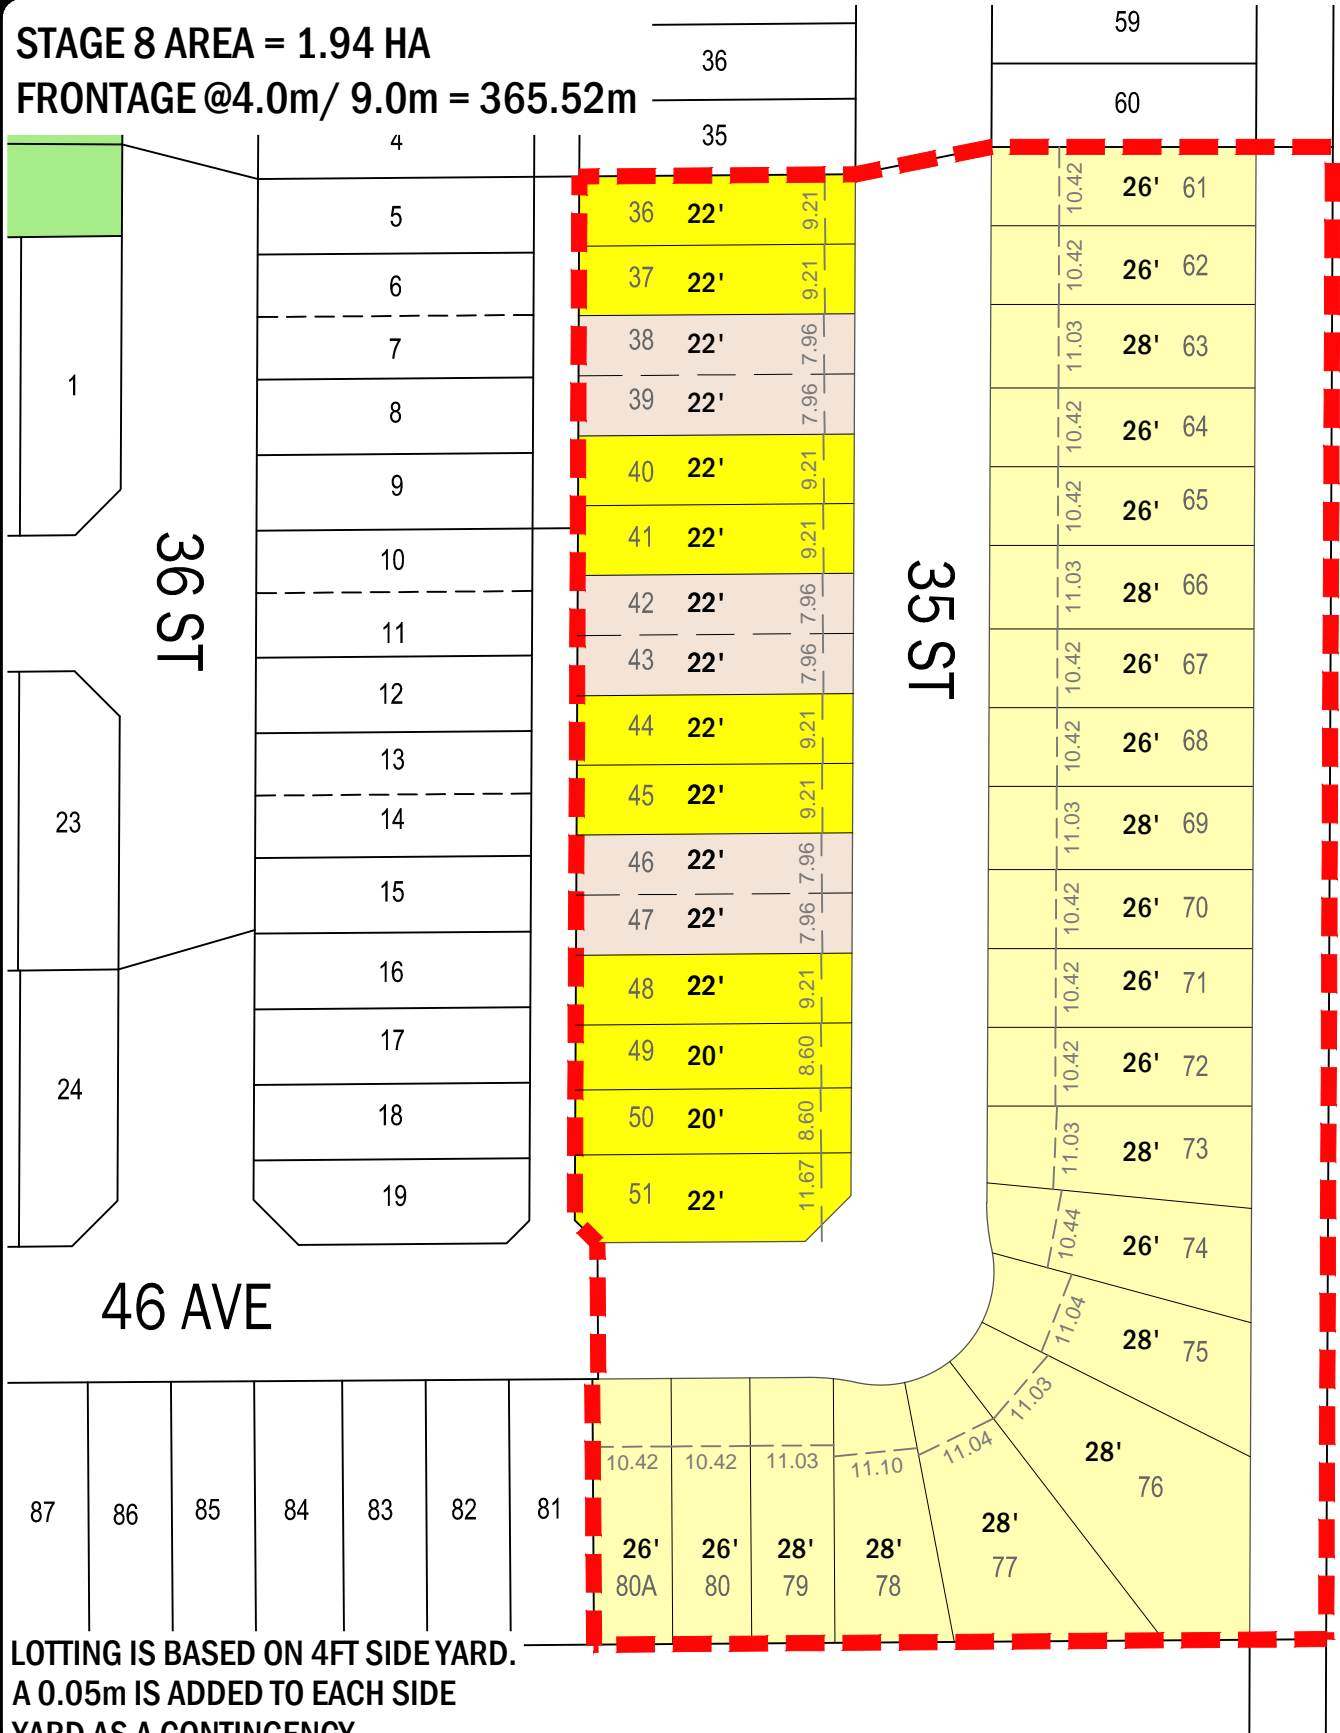 STAGE 8 AREA = 1.94 HA
FRONTAGE @4.0m/ 9.0m = 365.52m
36
35
59
60
4
5
6
7
8
9
10
11
12
13
14
15
16
17
18
19
1
23
24
36 ST
35 ST
46 AVE
36 22' 9.21
37 22' 9.21
38 22' 7.96
39 22' 7.96
40 22' 9.21
41 22' 9.21
42 22' 7.96
43 22' 7.96
44 22' 9.21
45 22' 9.21
46 22' 7.96
47 22' 7.96
48 22' 9.21
49 20' 8.60
50 20' 8.60
51 22' 11.67
10.42 26' 61
10.42 26' 62
11.03 28' 63
10.42 26' 64
10.42 26' 65
11.03 28' 66
10.42 26' 67
10.42 26' 68
11.03 28' 69
10.42 26' 70
10.42 26' 71
10.42 26' 72
11.03 28' 73
10.44 26' 74
11.04 28' 75
11.03 28' 76
11.04 28' 77
11.10 28' 78
11.03 28' 79
10.42 26' 80
10.42 26' 80A
87
86
85
84
83
82
81
LOTTING IS BASED ON 4FT SIDE YARD.
A 0.05m IS ADDED TO EACH SIDE
YARD AS A CONTINGENCY